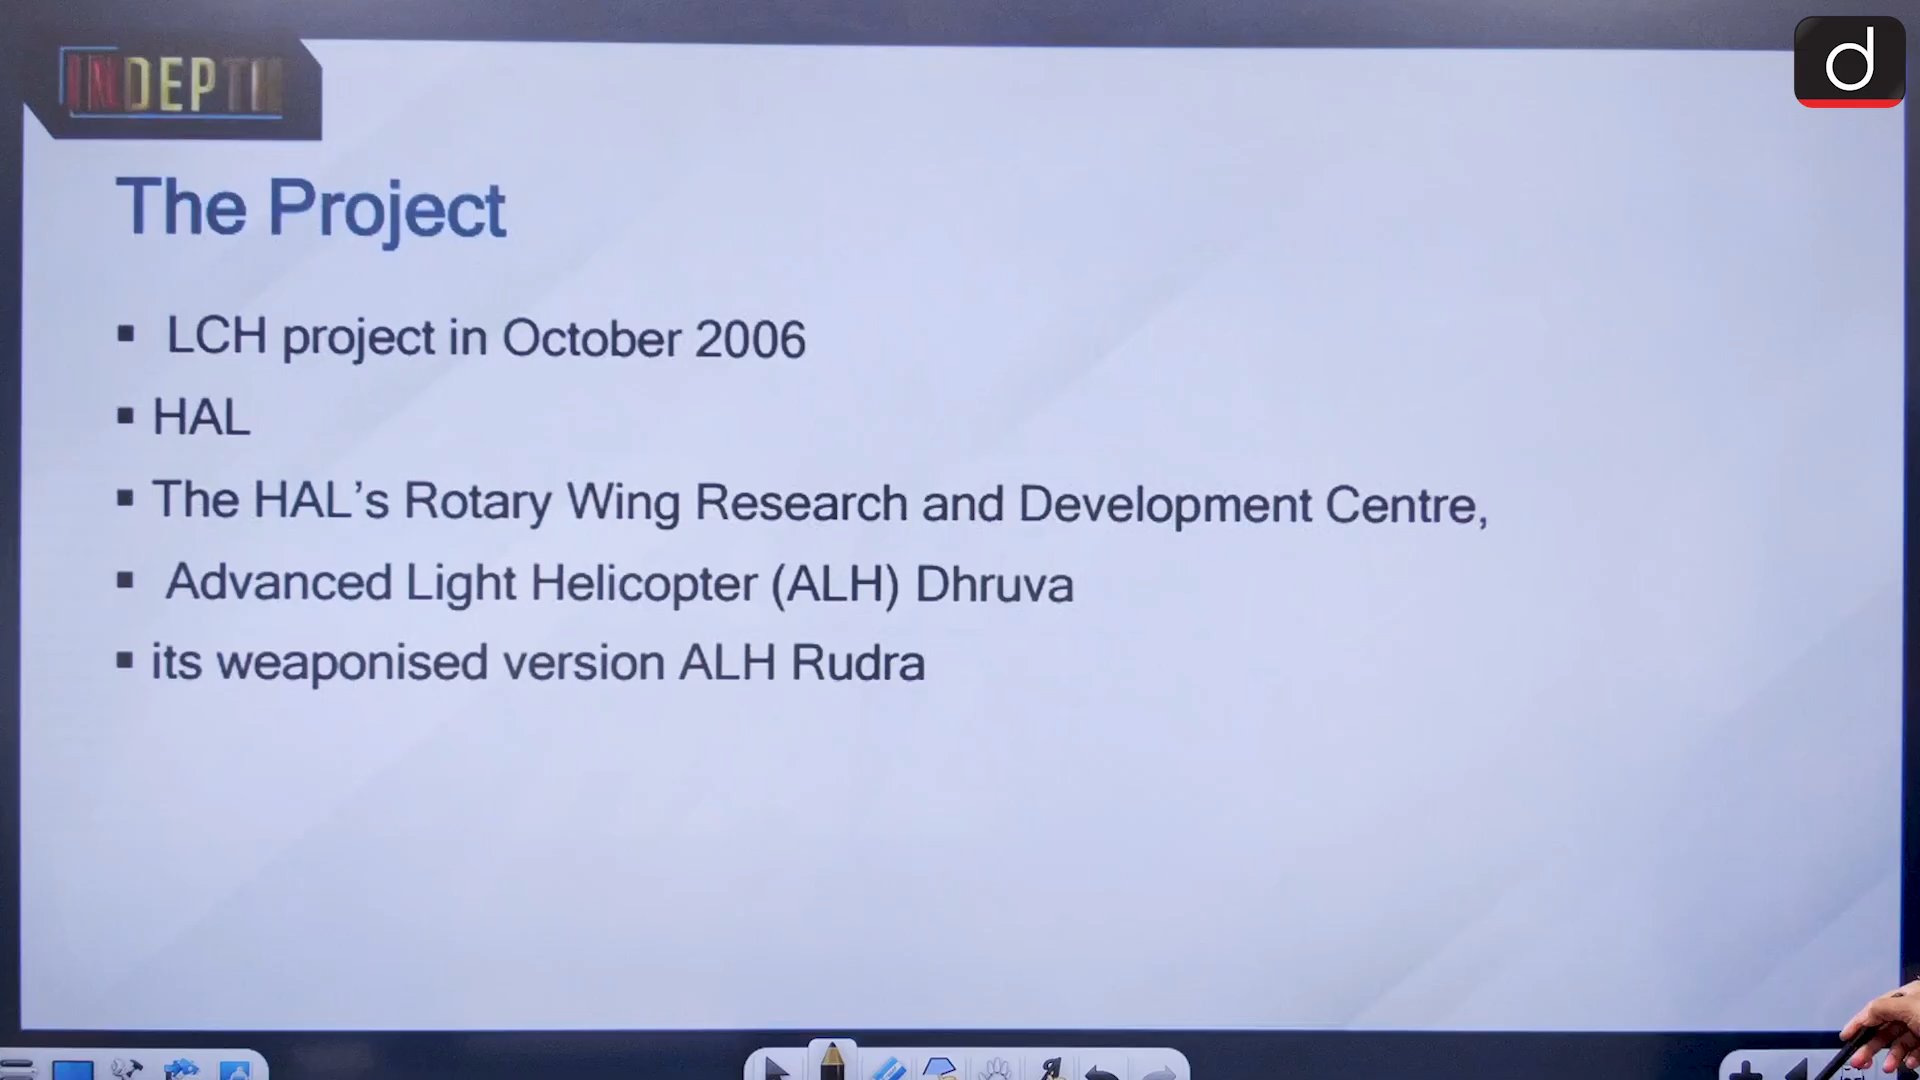 INDEPTH
d
The Project
▪ LCH project in October 2006
▪ HAL
▪ The HAL's Rotary Wing Research and Development Centre,
▪ Advanced Light Helicopter (ALH) Dhruva
▪ its weaponised version ALH Rudra